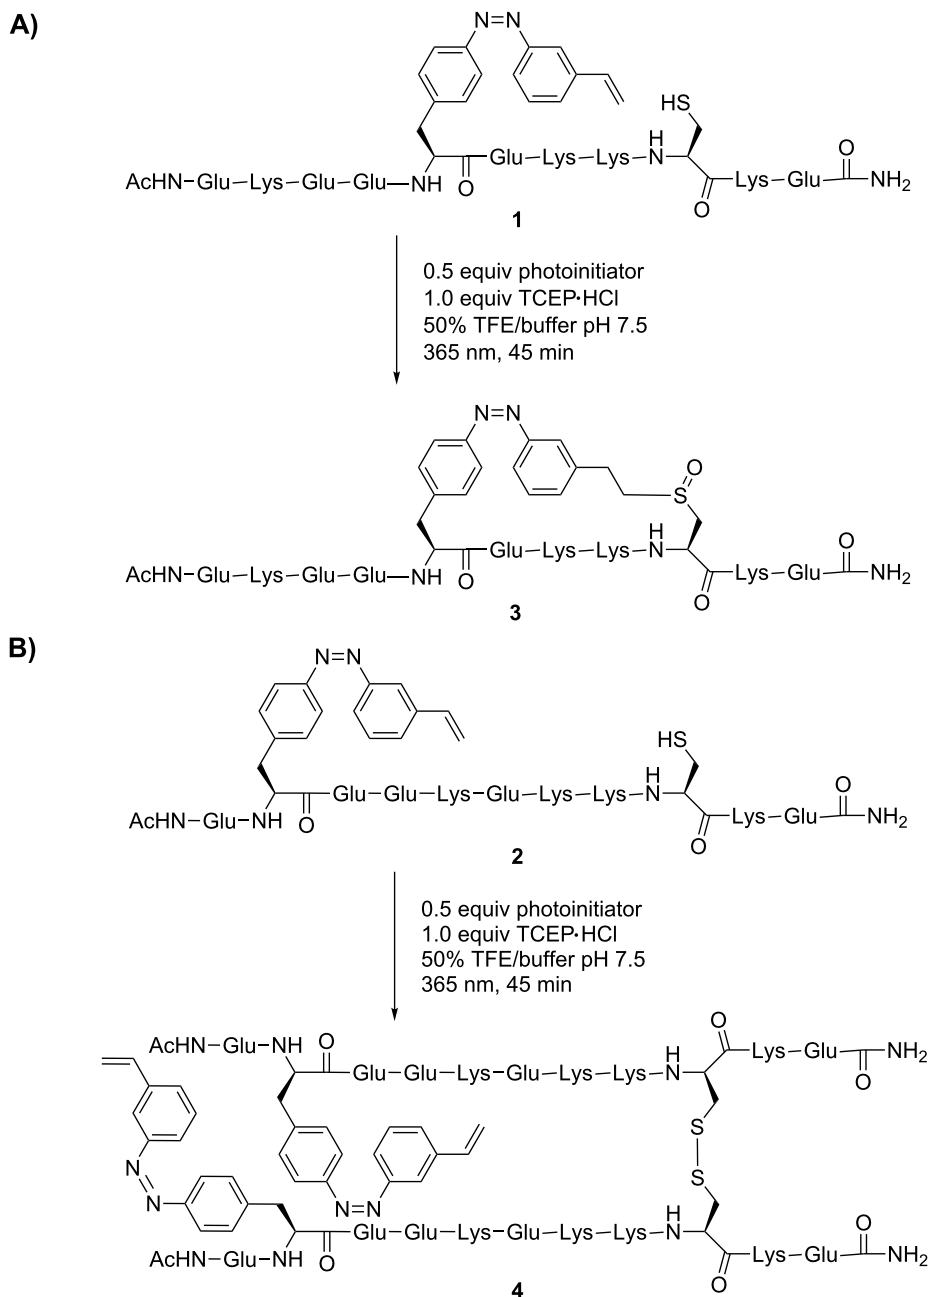 A)
N=N
HS
AcHN-Glu-Lys-Glu-Glu-NH O Glu-Lys-Lys-N H O Lys-Glu O NH2
1
0.5 equiv photoinitiator
1.0 equiv TCEP·HCl
50% TFE/buffer pH 7.5
365 nm, 45 min
N=N
O
S
AcHN-Glu-Lys-Glu-Glu-NH O Glu-Lys-Lys-N H O Lys-Glu O NH2
3
B)
N=N
HS
AcHN-Glu-NH O Glu-Glu-Lys-Glu-Lys-Lys-N H O Lys-Glu O NH2
2
0.5 equiv photoinitiator
1.0 equiv TCEP·HCl
50% TFE/buffer pH 7.5
365 nm, 45 min
AcHN-Glu-NH O Glu-Glu-Lys-Glu-Lys-Lys-N H O Lys-Glu O NH2
S
S
N
N
N=N
AcHN-Glu-NH O Glu-Glu-Lys-Glu-Lys-Lys-N H O Lys-Glu O NH2
4